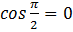 cos π/2 = 0